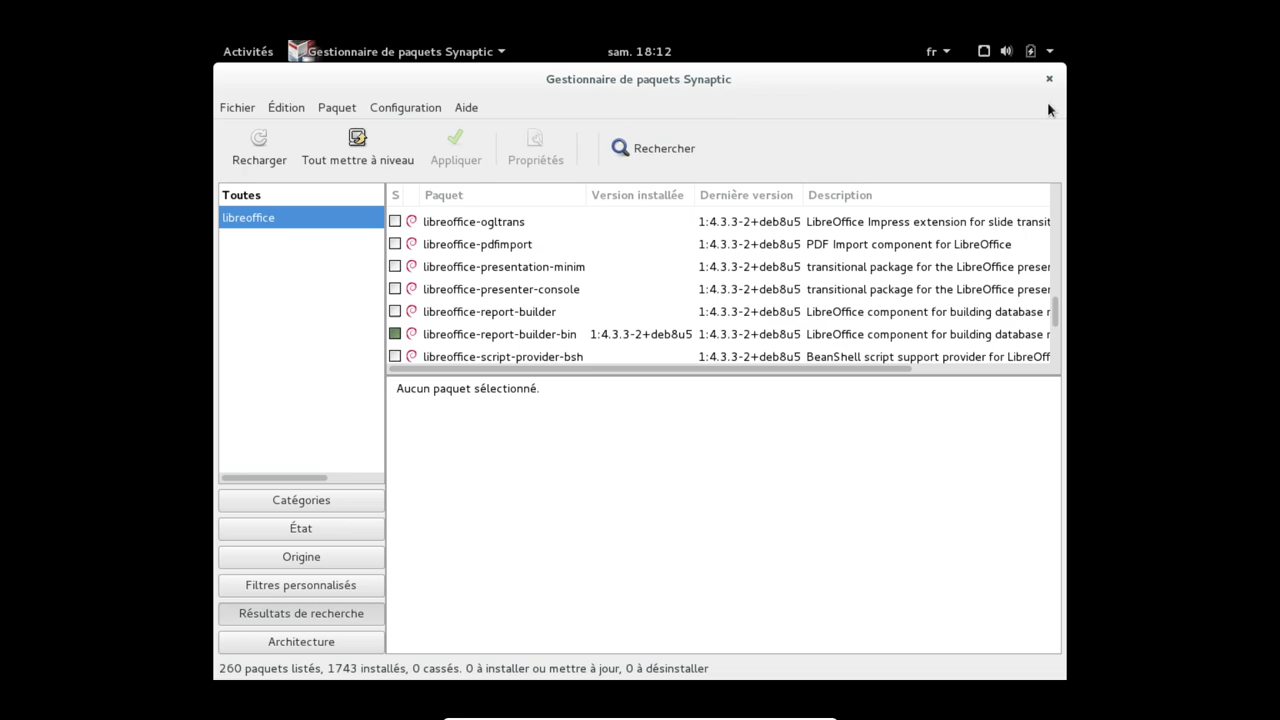 Activités Gestionnaire de paquets Synaptic sam. 18:12 fr
Gestionnaire de paquets Synaptic
Fichier Édition Paquet Configuration Aide
Recharger Tout mettre à niveau Appliquer Propriétés Rechercher
Toutes
libreoffice
S Paquet Version installée Dernière version Description
libreoffice-ogltrans 1:4.3.3-2+deb8u5 LibreOffice Impress extension for slide transit
libreoffice-pdfimport 1:4.3.3-2+deb8u5 PDF Import component for LibreOffice
libreoffice-presentation-minim 1:4.3.3-2+deb8u5 transitional package for the LibreOffice preser
libreoffice-presenter-console 1:4.3.3-2+deb8u5 transitional package for the LibreOffice preser
libreoffice-report-builder 1:4.3.3-2+deb8u5 LibreOffice component for building database r
libreoffice-report-builder-bin 1:4.3.3-2+deb8u5 1:4.3.3-2+deb8u5 LibreOffice component for building database r
libreoffice-script-provider-bsh 1:4.3.3-2+deb8u5 BeanShell script support provider for LibreOff
Aucun paquet sélectionné.
Catégories
État
Origine
Filtres personnalisés
Résultats de recherche
Architecture
260 paquets listés, 1743 installés, 0 cassés. 0 à installer ou mettre à jour, 0 à désinstaller